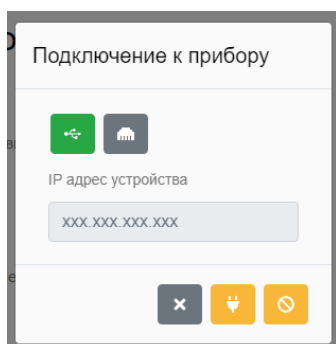 Подключение к прибору
IP адрес устройства
xxx.xxx.xxx.xxx